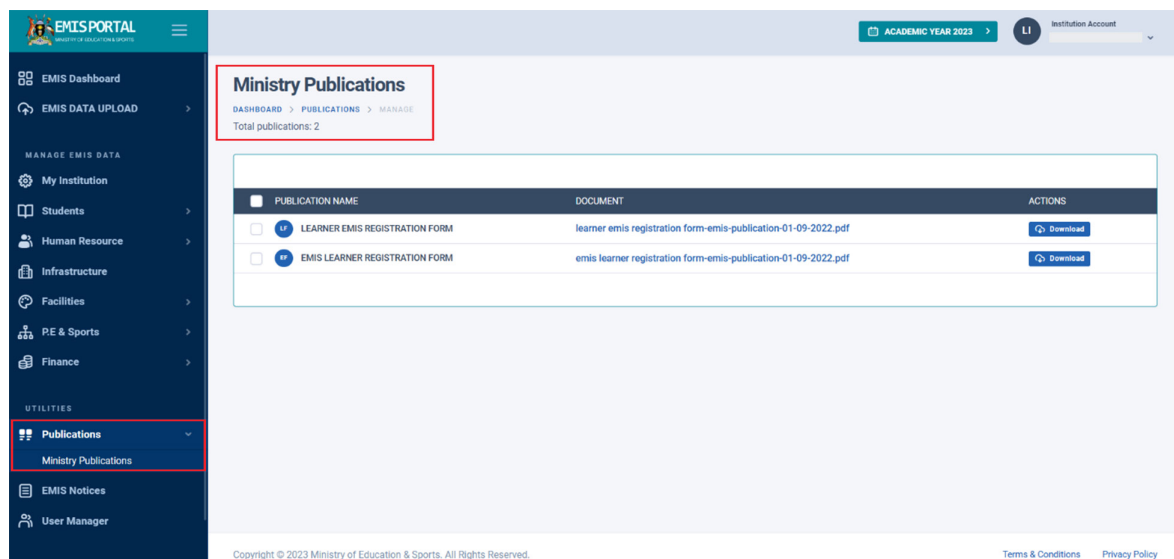 EMIS PORTAL
MINISTRY OF EDUCATION & SPORTS
ACADEMIC YEAR 2023
LI
Institution Account
EMIS Dashboard
EMIS DATA UPLOAD
MANAGE EMIS DATA
My Institution
Students
Human Resource
Infrastructure
Facilities
P.E & Sports
Finance
UTILITIES
Publications
Ministry Publications
EMIS Notices
User Manager
Ministry Publications
DASHBOARD > PUBLICATIONS > MANAGE
Total publications: 2
PUBLICATION NAME DOCUMENT ACTIONS
LF LEARNER EMIS REGISTRATION FORM learner emis registration form-emis-publication-01-09-2022.pdf Download
EF EMIS LEARNER REGISTRATION FORM emis learner registration form-emis-publication-01-09-2022.pdf Download
Copyright © 2023 Ministry of Education & Sports. All Rights Reserved. Terms & Conditions Privacy Policy